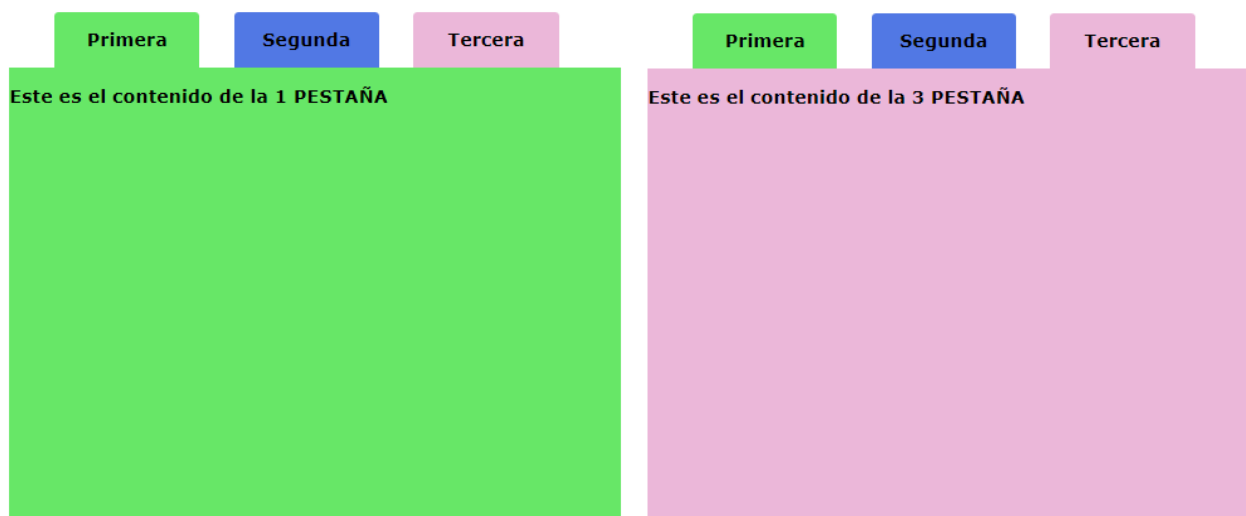 Primera Segunda Tercera
Este es el contenido de la 1 PESTAÑA
Primera Segunda Tercera
Este es el contenido de la 3 PESTAÑA